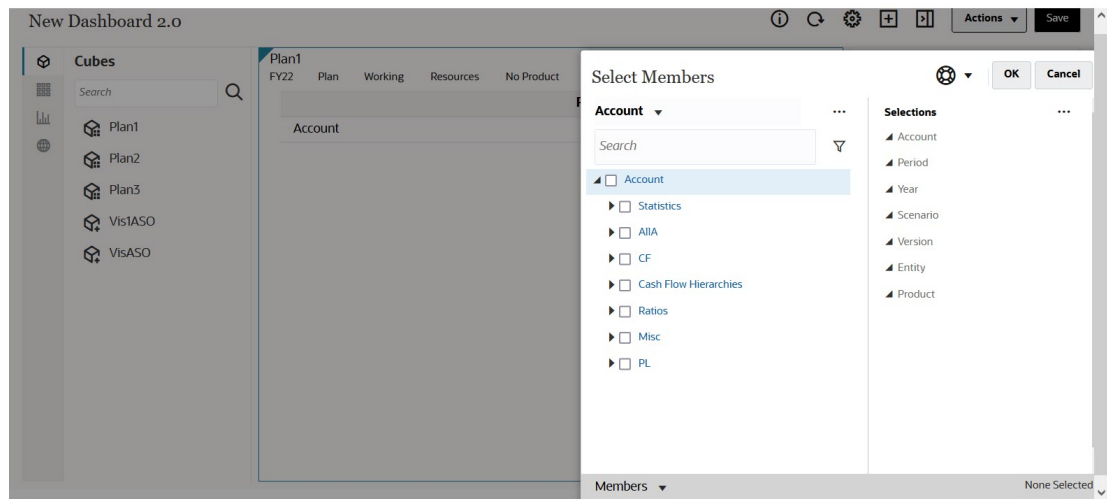 New Dashboard 2.0
Actions
Save
Cubes
Search
Plan1
Plan2
Plan3
Vis1ASO
VisASO
Plan1
FY22 Plan Working Resources No Product
Account
Select Members
OK
Cancel
Account
Search
Account
Statistics
AllA
CF
Cash Flow Hierarchies
Ratios
Misc
PL
Selections
Account
Period
Year
Scenario
Version
Entity
Product
Members
None Selected